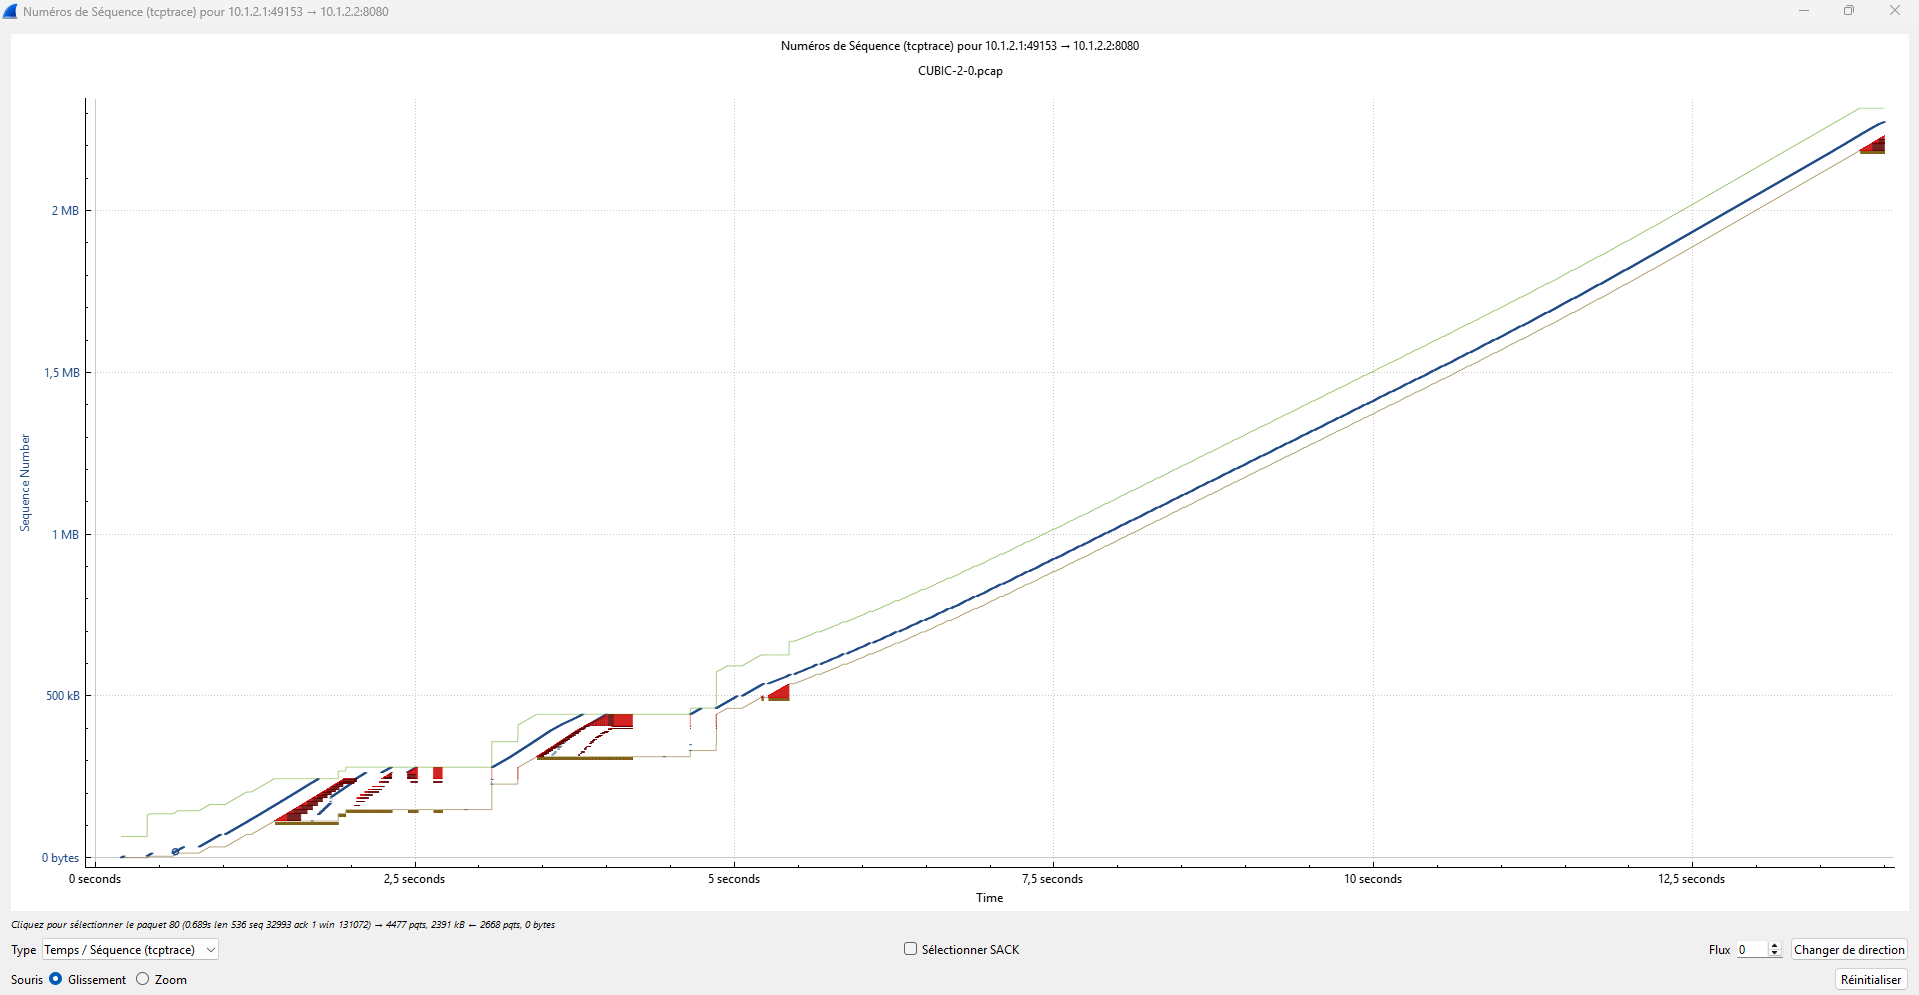 Numéros de Séquence (tcptrace) pour 10.1.2.1:49153 → 10.1.2.2:8080
Numéros de Séquence (tcptrace) pour 10.1.2.1:49153 → 10.1.2.2:8080
CUBIC-2-0.pcap
2 MB
1,5 MB
Sequence Number
1 MB
500 kB
0 bytes
0 seconds 2,5 seconds 5 seconds 7,5 seconds 10 seconds 12,5 seconds
Time
Cliquez pour sélectionner le paquet 80 (0.689s len 536 seq 32993 ack 1 win 131072) → 4477 pqts, 2391 kB ← 2668 pqts, 0 bytes
Type Temps / Séquence (tcptrace) Sélectionner SACK Flux 0 Changer de direction
Souris Glissement Zoom Réinitialiser